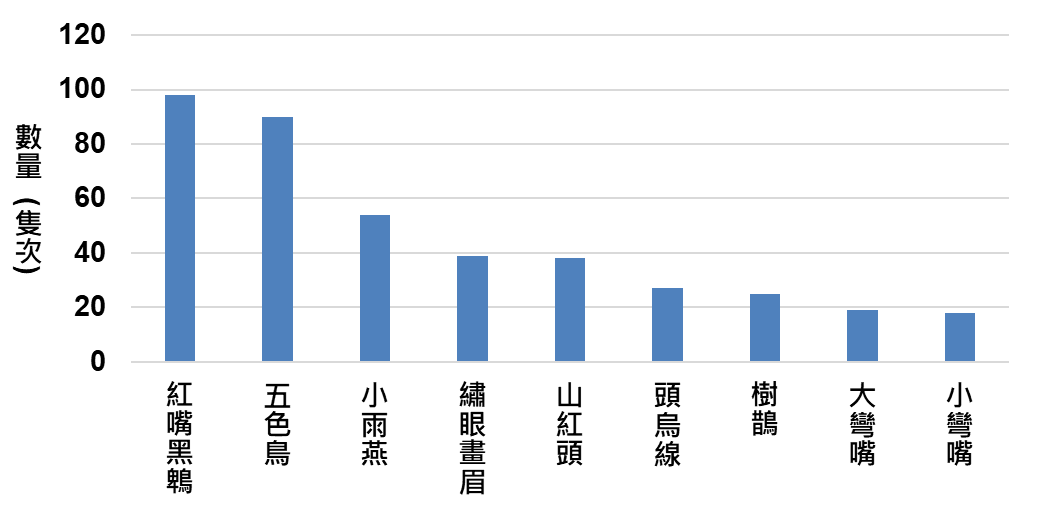 120
100
80
60
40
20
0
數量（隻次）
紅嘴黑鵯
五色鳥
小雨燕
繡眼畫眉
山紅頭
頭烏線
樹鵲
大彎嘴
小彎嘴